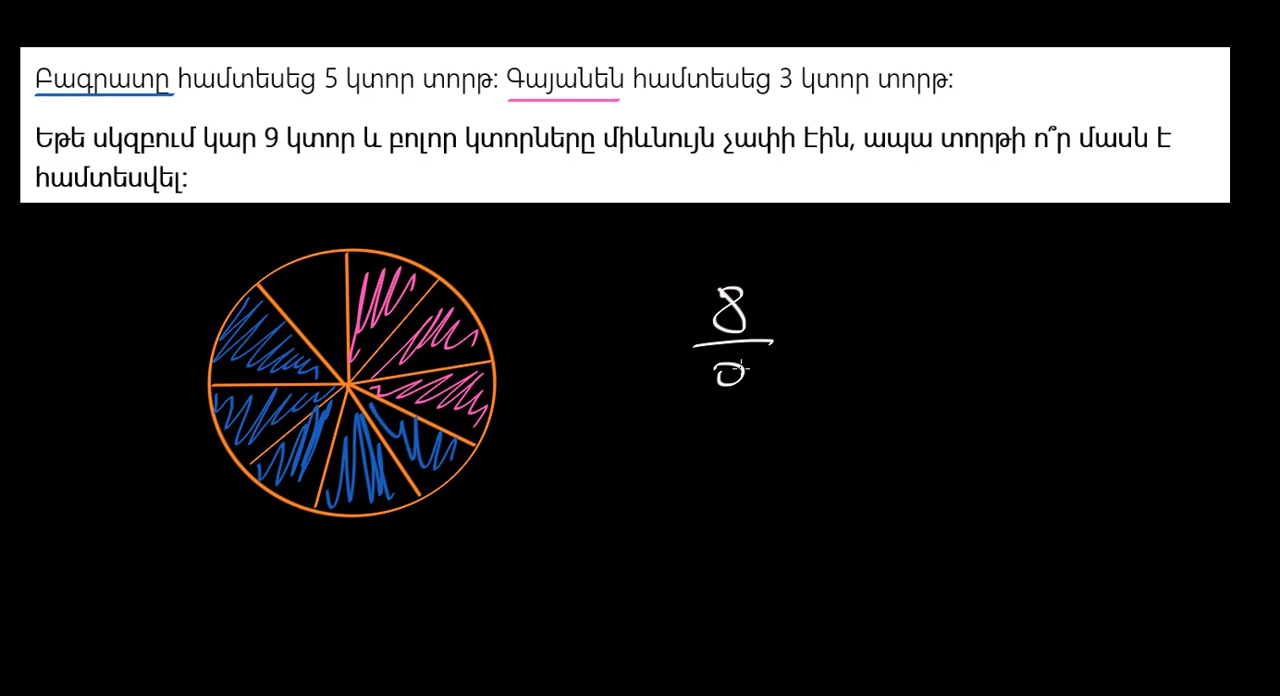 Բագրատը համտեսեց 5 կտոր տորթ: Գայանեն համտեսեց 3 կտոր տորթ:
Եթե սկզբում կար 9 կտոր և բոլոր կտորները միևնույն չափի էին, ապա տորթի ո՞ր մասն է
համտեսվել:
8